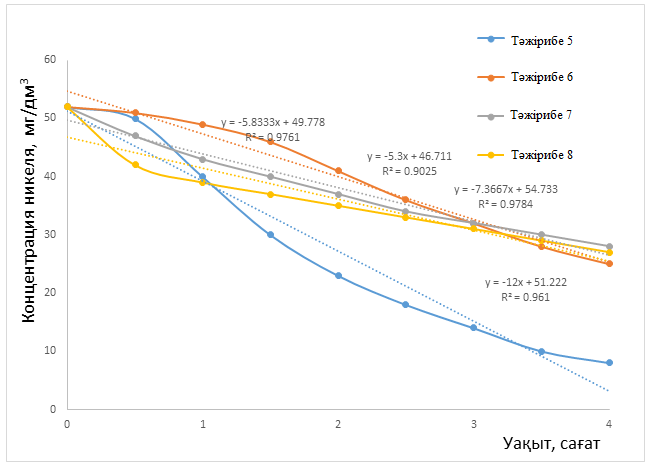 Тәжірибе 5
Тәжірибе 6
Тәжірибе 7
Тәжірибе 8
Концентрация никеля, мг/дм³
60
50
40
30
20
10
0
y = -5.8333x + 49.778
R² = 0.9761
y = -5.3x + 46.711
R² = 0.9025
y = -7.3667x + 54.733
R² = 0.9784
y = -12x + 51.222
R² = 0.961
0 1 2 3 4
Уақыт, сағат